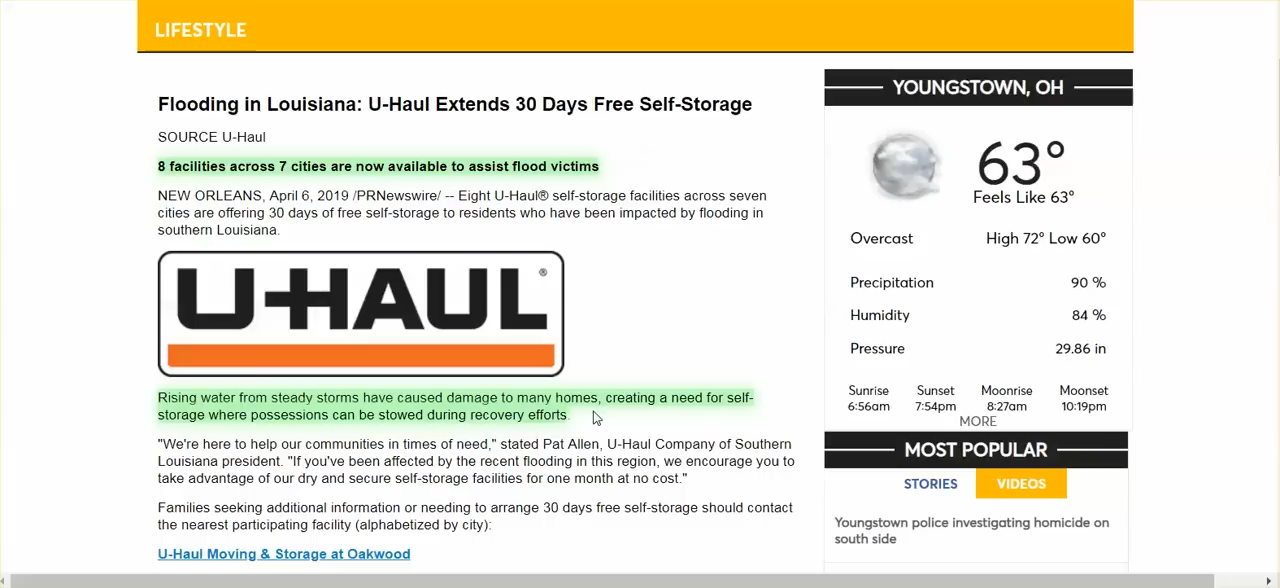 LIFESTYLE
Flooding in Louisiana: U-Haul Extends 30 Days Free Self-Storage
SOURCE U-Haul
8 facilities across 7 cities are now available to assist flood victims
NEW ORLEANS, April 6, 2019 /PRNewswire/ -- Eight U-Haul® self-storage facilities across seven
cities are offering 30 days of free self-storage to residents who have been impacted by flooding in
southern Louisiana.
U-HAUL®
Rising water from steady storms have caused damage to many homes, creating a need for self-
storage where possessions can be stowed during recovery efforts.
"We're here to help our communities in times of need," stated Pat Allen, U-Haul Company of Southern
Louisiana president. "If you've been affected by the recent flooding in this region, we encourage you to
take advantage of our dry and secure self-storage facilities for one month at no cost."
Families seeking additional information or needing to arrange 30 days free self-storage should contact
the nearest participating facility (alphabetized by city):
U-Haul Moving & Storage at Oakwood
YOUNGSTOWN, OH
63°
Feels Like 63°
Overcast High 72° Low 60°
Precipitation 90 %
Humidity 84 %
Pressure 29.86 in
Sunrise Sunset Moonrise Moonset
6:56am 7:54pm 8:27am 10:19pm
MORE
MOST POPULAR
STORIES VIDEOS
Youngstown police investigating homicide on
south side